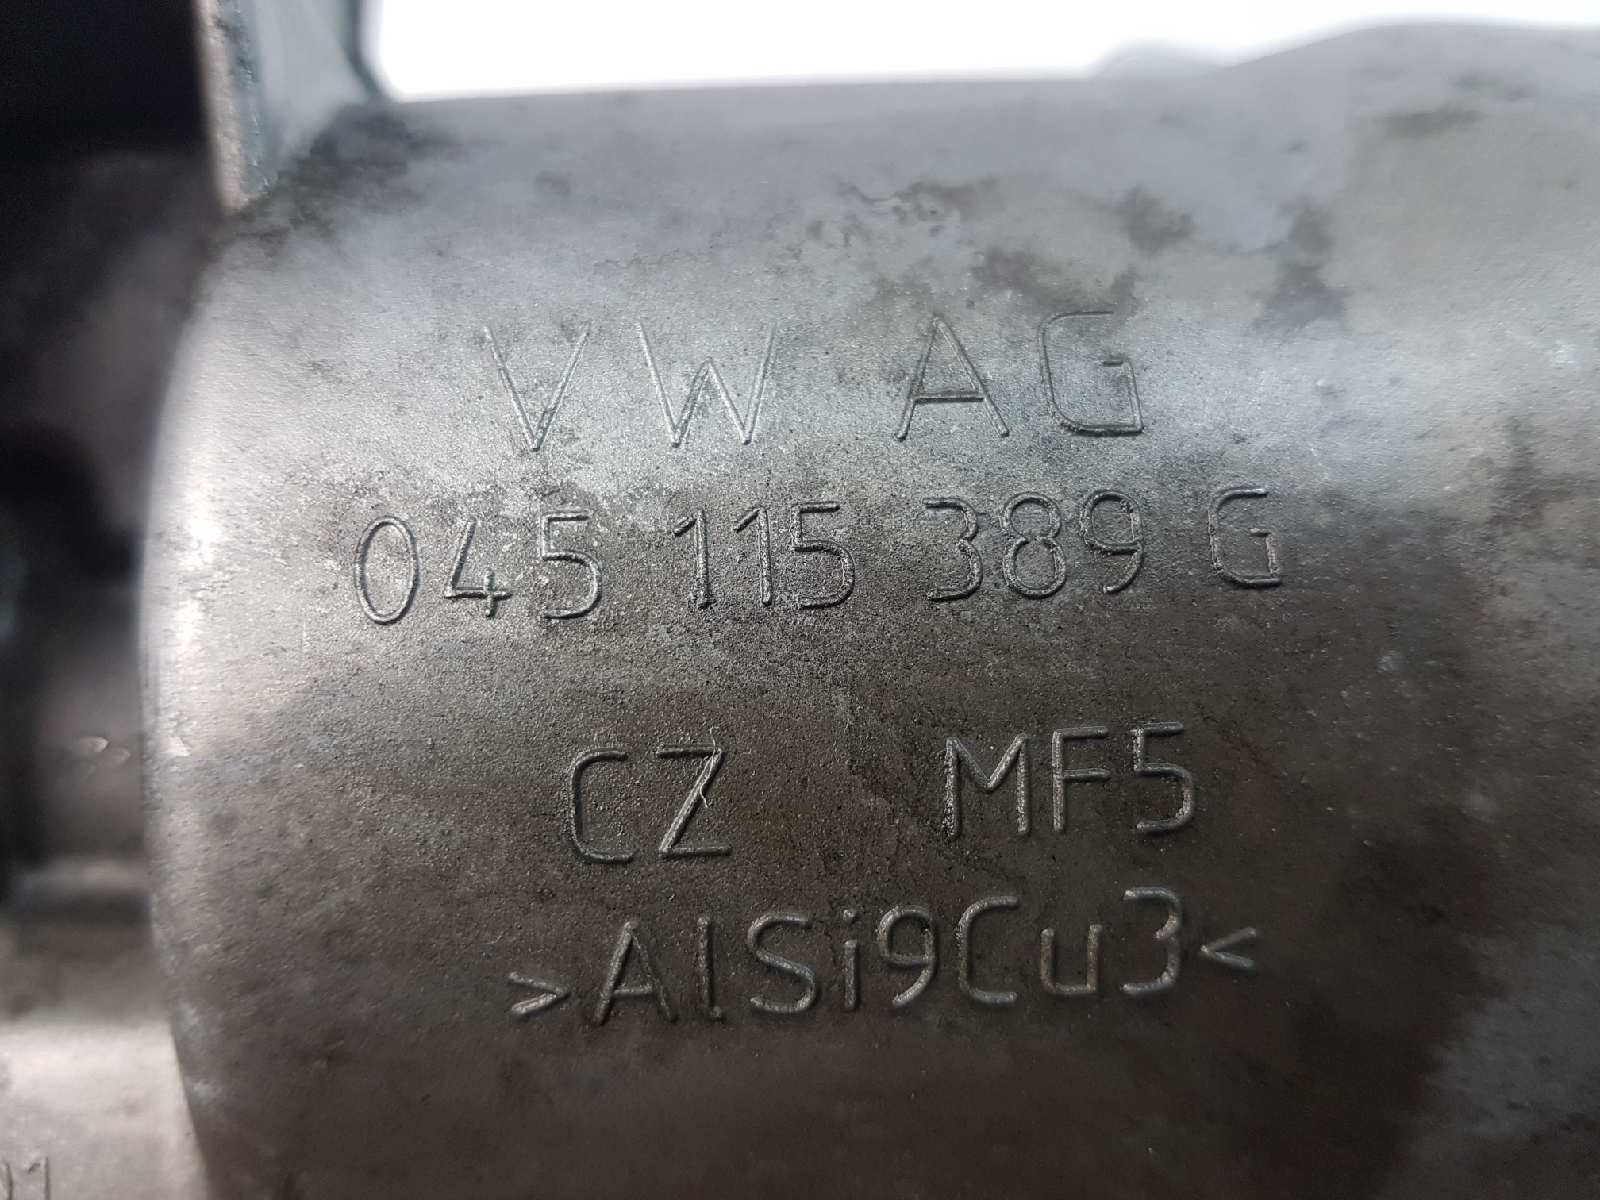 VW AG
045 115 389 G
CZ MF5
>AlSi9Cu3<